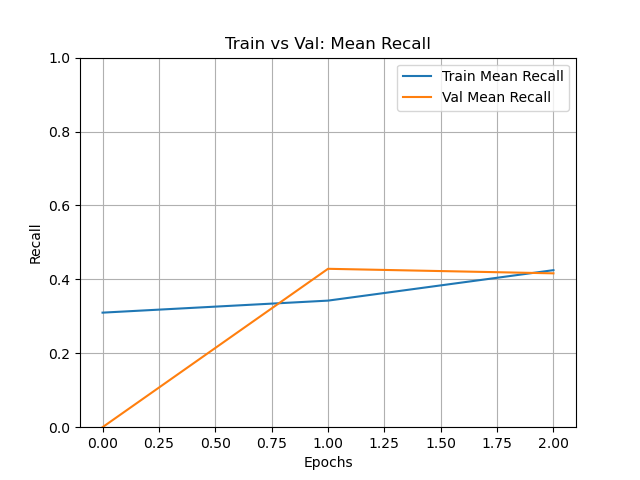 Train vs Val: Mean Recall
1.0
0.8
0.6
0.4
0.2
0.0
Recall
Train Mean Recall
Val Mean Recall
0.00 0.25 0.50 0.75 1.00 1.25 1.50 1.75 2.00
Epochs